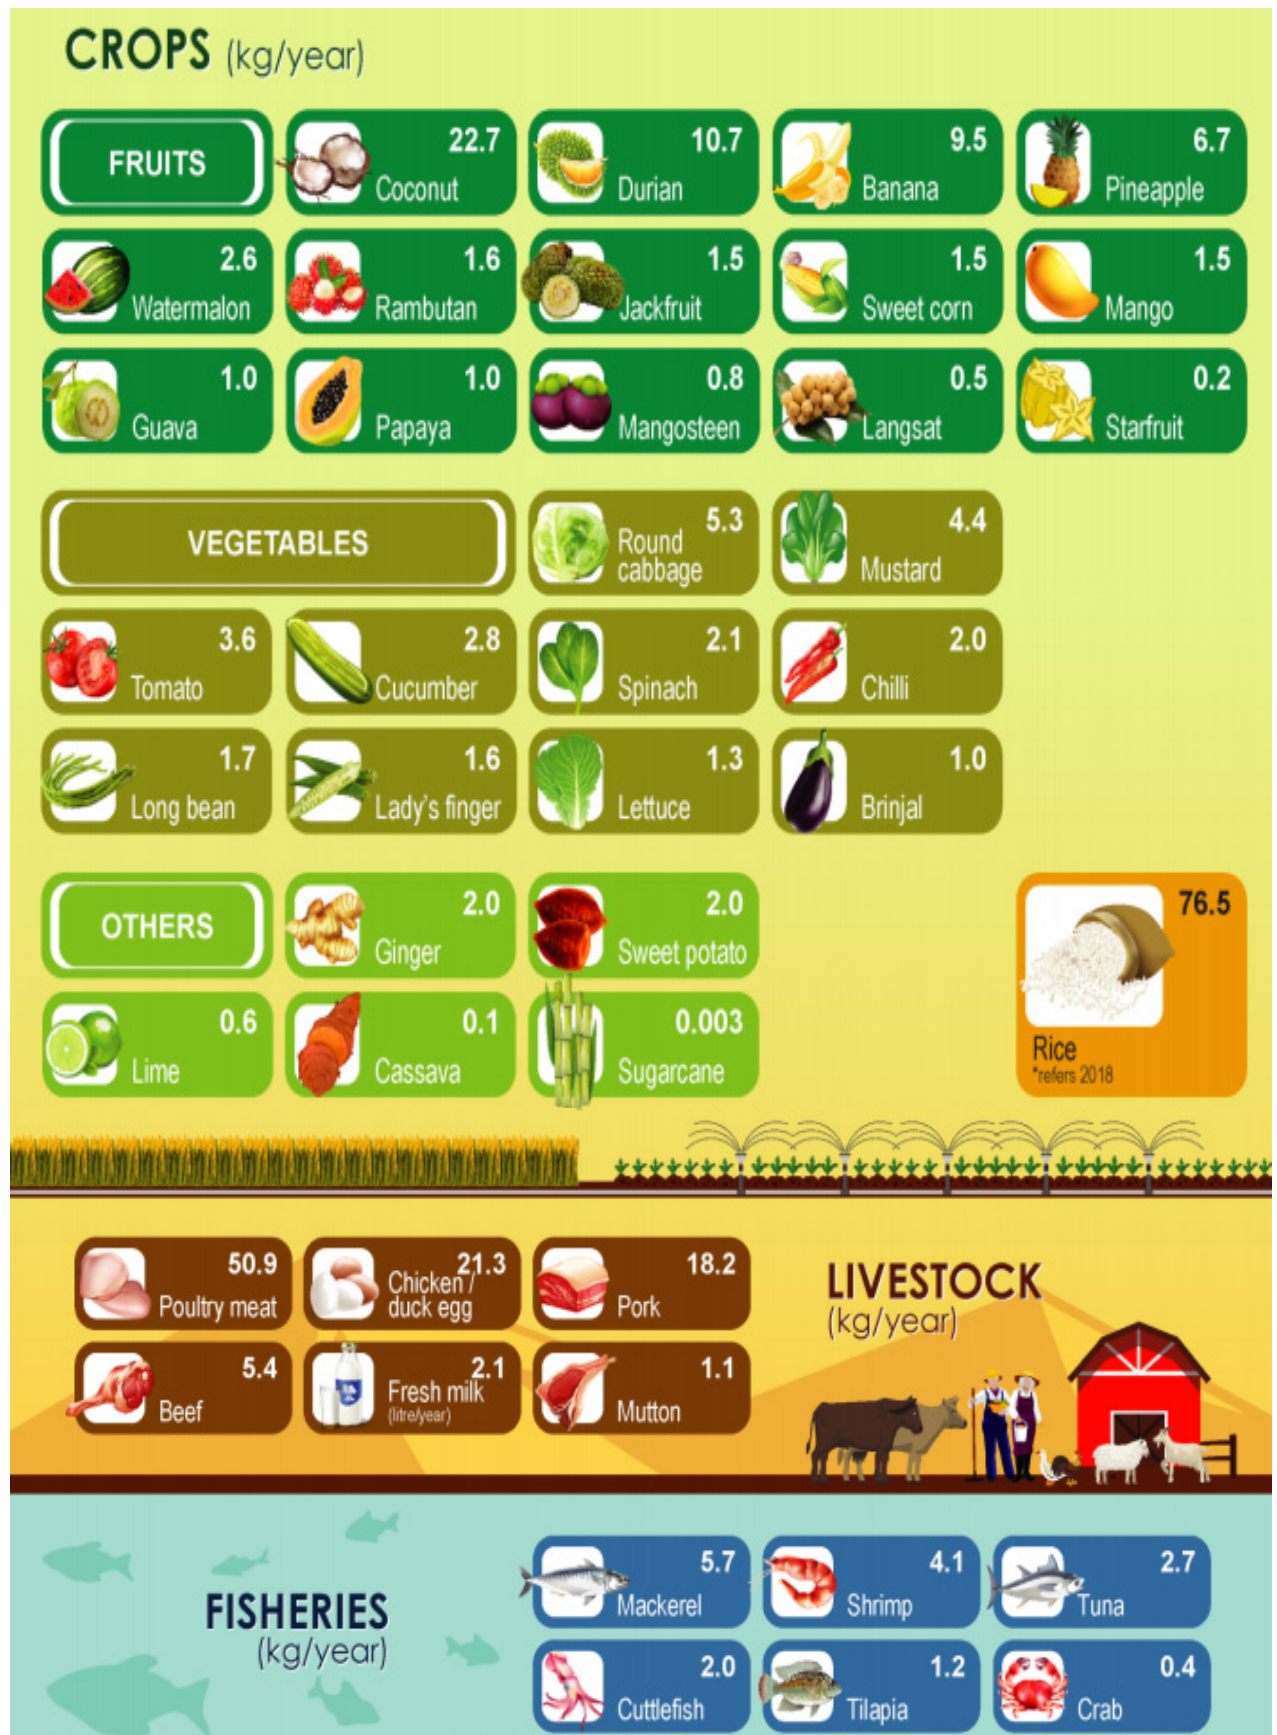 CROPS (kg/year)
FRUITS
22.7
Coconut
10.7
Durian
9.5
Banana
6.7
Pineapple
2.6
Watermalon
1.6
Rambutan
1.5
Jackfruit
1.5
Sweet corn
1.5
Mango
1.0
Guava
1.0
Papaya
0.8
Mangosteen
0.5
Langsat
0.2
Starfruit
VEGETABLES
5.3
Round
cabbage
4.4
Mustard
3.6
Tomato
2.8
Cucumber
2.1
Spinach
2.0
Chilli
1.7
Long bean
1.6
Lady's finger
1.3
Lettuce
1.0
Brinjal
OTHERS
2.0
Ginger
2.0
Sweet potato
0.6
Lime
0.1
Cassava
0.003
Sugarcane
76.5
Rice
*refers 2018
50.9
Poultry meat
21.3
Chicken /
duck egg
18.2
Pork
5.4
Beef
2.1
Fresh milk
(litre/year)
1.1
Mutton
LIVESTOCK
(kg/year)
FISHERIES
(kg/year)
5.7
Mackerel
4.1
Shrimp
2.7
Tuna
2.0
Cuttlefish
1.2
Tilapia
0.4
Crab